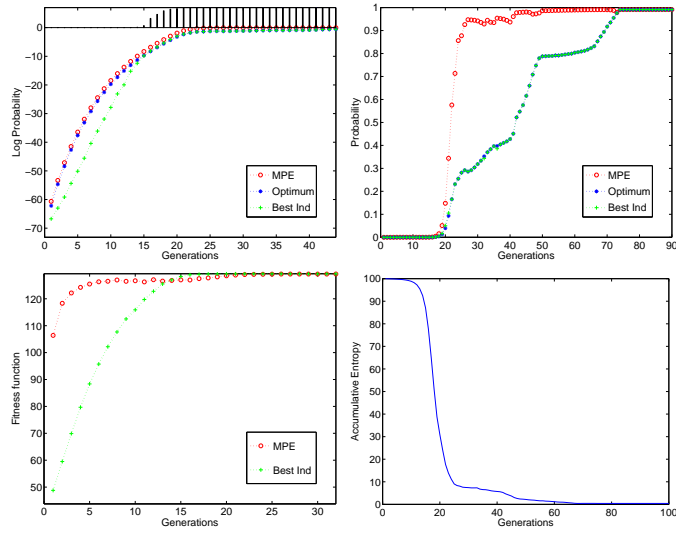 0
−10
−20
−30
−40
−50
−60
−70
Log Probability
0 5 10 15 20 25 30 35 40
Generations
MPE
Optimum
Best Ind
1
0.9
0.8
0.7
0.6
0.5
0.4
0.3
0.2
0.1
0
Probability
0 10 20 30 40 50 60 70 80 90
Generations
MPE
Optimum
Best Ind
120
110
100
90
80
70
60
50
Fitness function
0 5 10 15 20 25 30
Generations
MPE
Best Ind
100
90
80
70
60
50
40
30
20
10
0
Accumulative Entropy
0 20 40 60 80 100
Generations